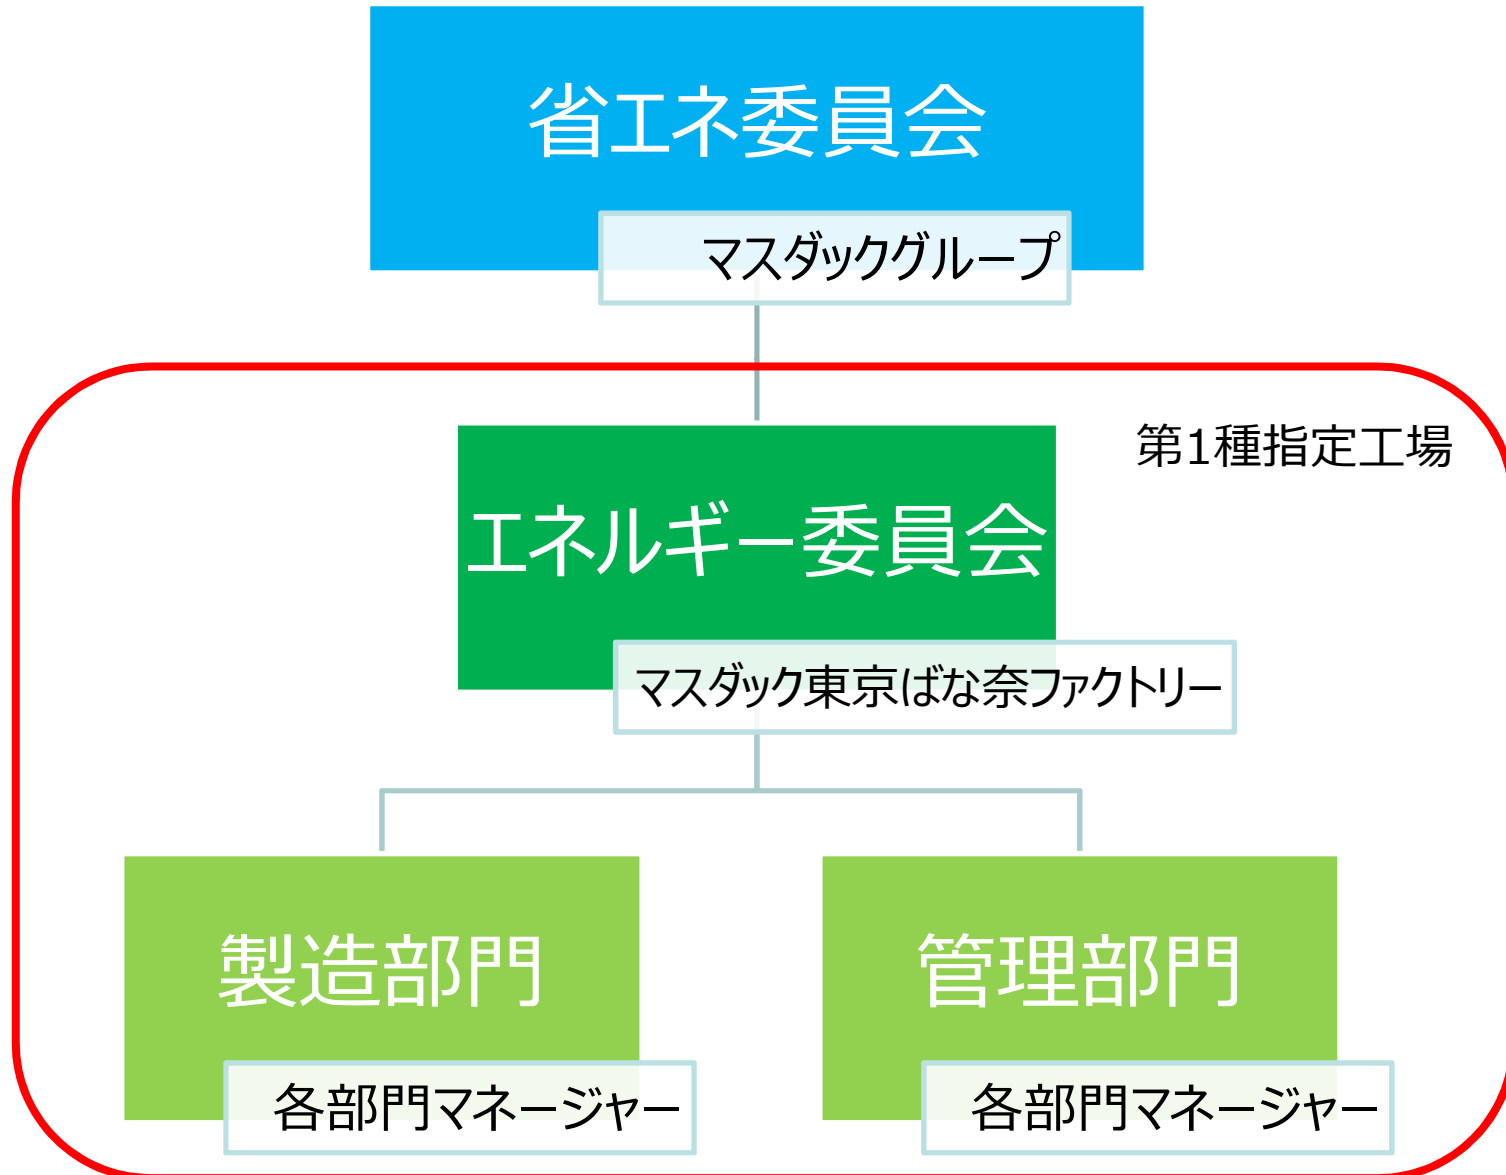 省エネ委員会
マスダックグループ
第1種指定工場
エネルギー委員会
マスダック東京ばな奈ファクトリー
製造部門
各部門マネージャー
管理部門
各部門マネージャー